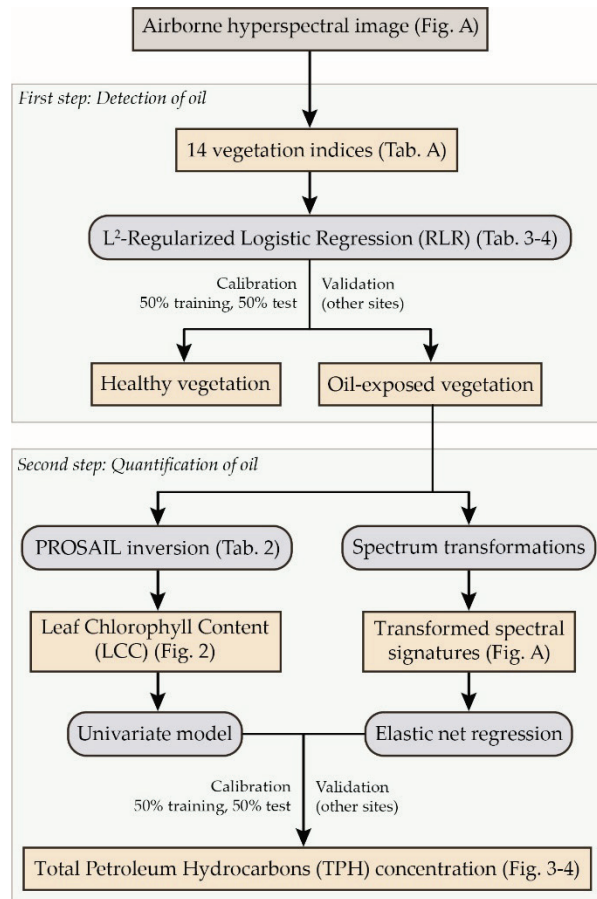 Airborne hyperspectral image (Fig. A)
First step: Detection of oil
14 vegetation indices (Tab. A)
L²-Regularized Logistic Regression (RLR) (Tab. 3-4)
Calibration
50% training, 50% test
Validation
(other sites)
Healthy vegetation
Oil-exposed vegetation
Second step: Quantification of oil
PROSAIL inversion (Tab. 2)
Spectrum transformations
Leaf Chlorophyll Content
(LCC) (Fig. 2)
Transformed spectral
signatures (Fig. A)
Univariate model
Elastic net regression
Calibration
50% training, 50% test
Validation
(other sites)
Total Petroleum Hydrocarbons (TPH) concentration (Fig. 3-4)